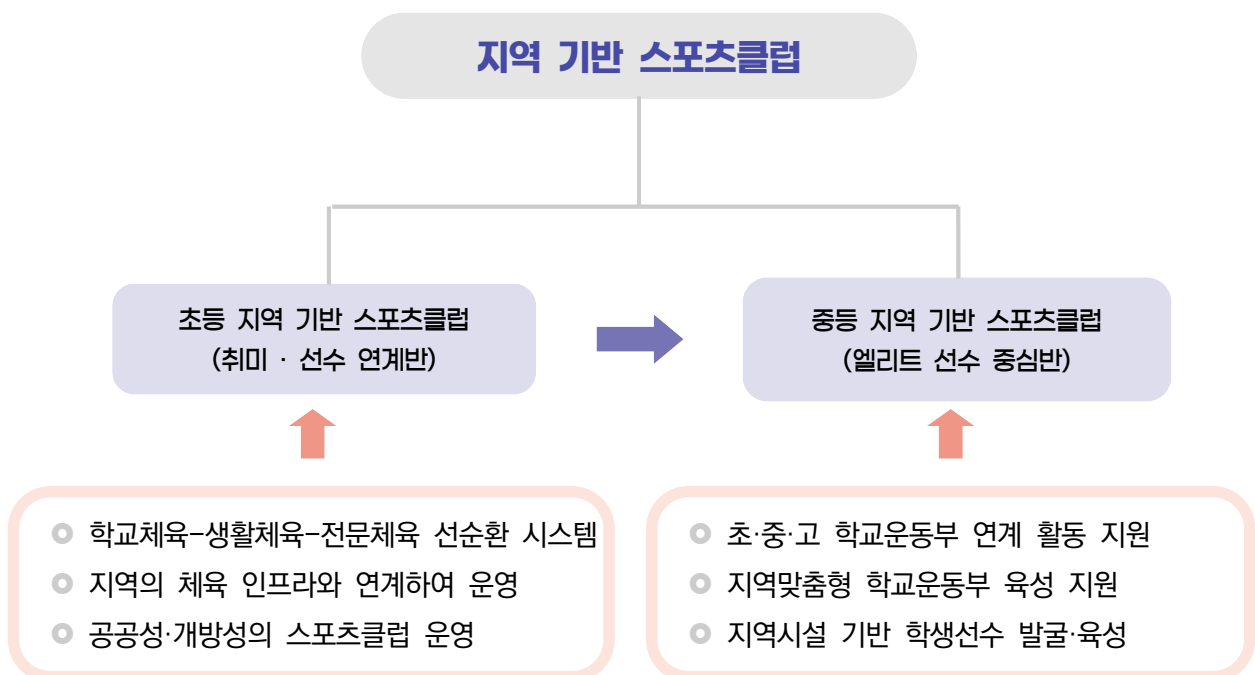 지역 기반 스포츠클럽
초등 지역 기반 스포츠클럽
(취미 · 선수 연계반)
중등 지역 기반 스포츠클럽
(엘리트 선수 중심반)
학교체육-생활체육-전문체육 선순환 시스템
지역의 체육 인프라와 연계하여 운영
공공성·개방성의 스포츠클럽 운영
초·중·고 학교운동부 연계 활동 지원
지역맞춤형 학교운동부 육성 지원
지역시설 기반 학생선수 발굴·육성